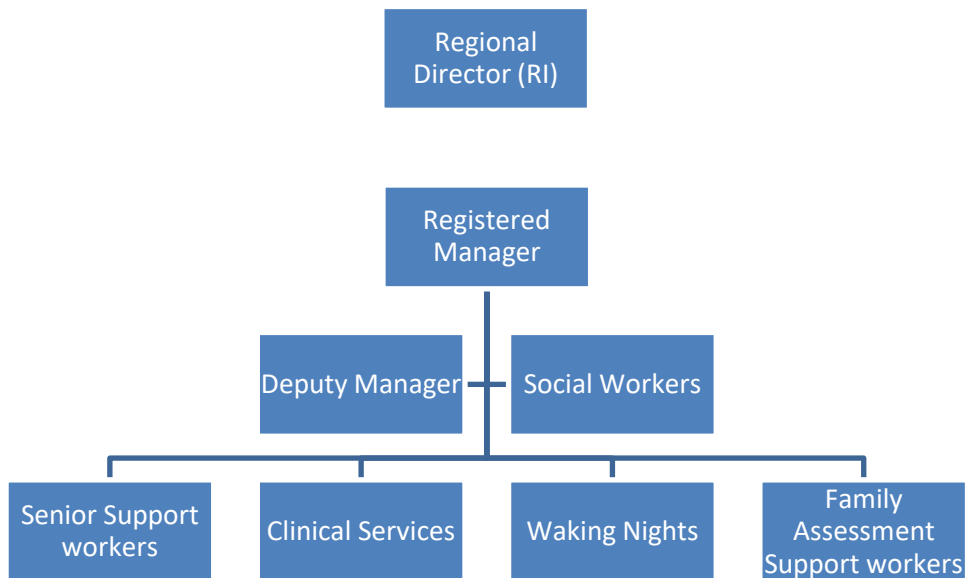 Regional
Director (RI)
Registered
Manager
Deputy Manager
Social Workers
Senior Support
workers
Clinical Services
Waking Nights
Family
Assessment
Support workers